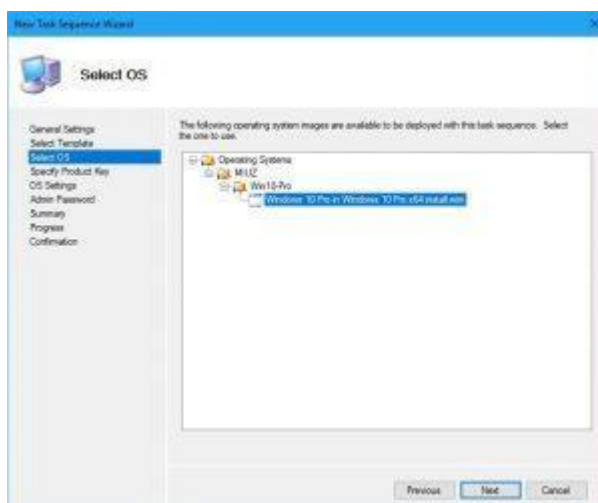 New Task Sequence Wizard
Select OS
General Settings
Select Template
Select OS
Specify Product Key
OS Settings
Admin Password
Summary
Progress
Confirmation
The following operating system images are available to be deployed with this task sequence. Select
the one to use.
Operating Systems
Win10-Pro
Windows 10 Pro in Windows 10 Pro x64 install.wim
Previous
Next
Cancel